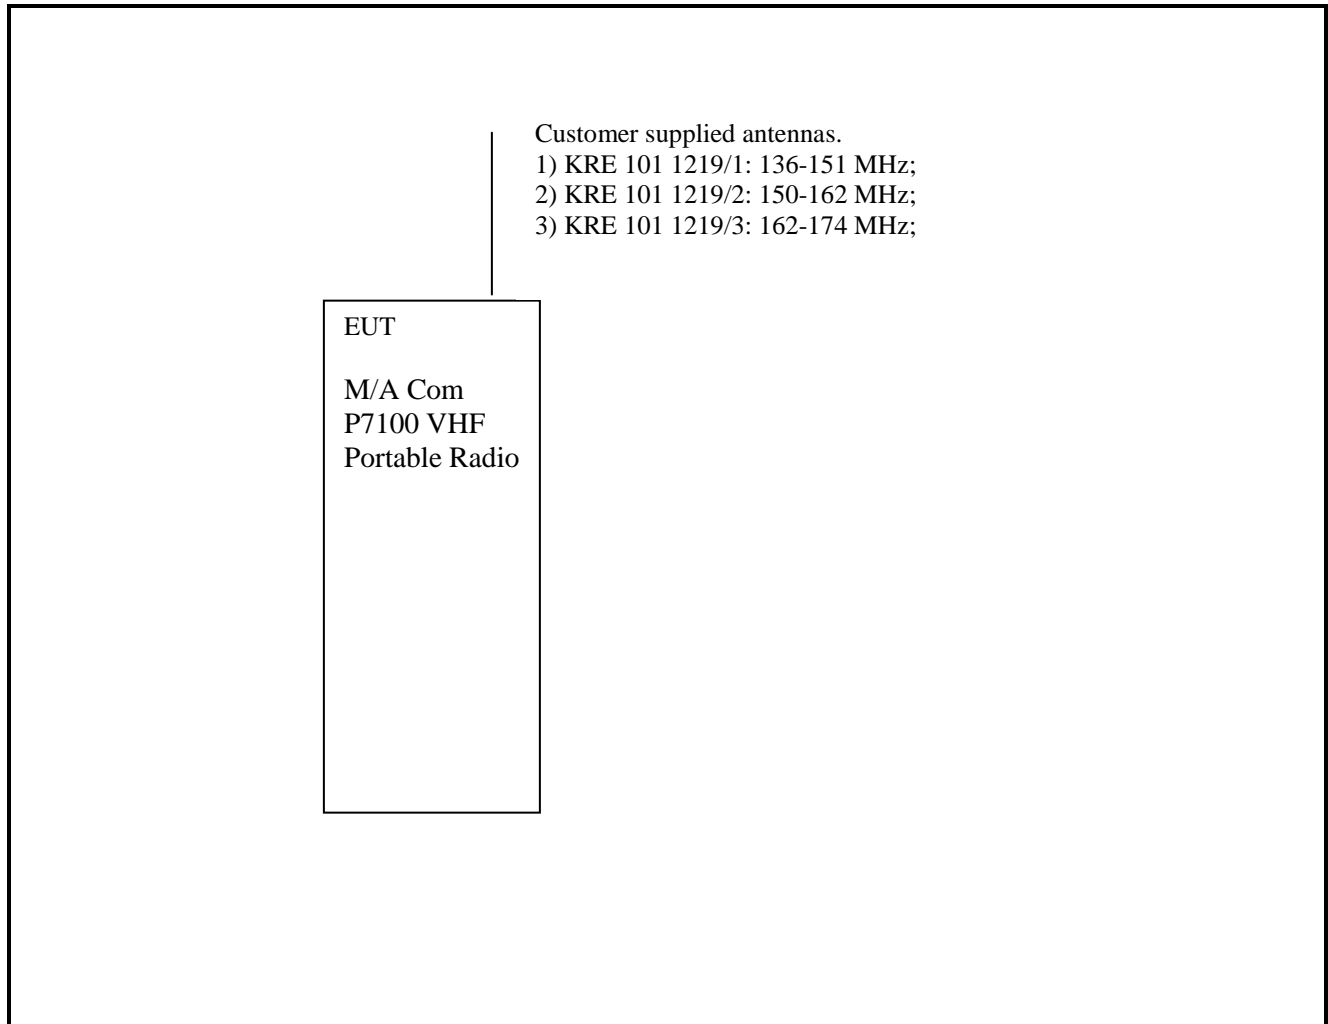 Customer supplied antennas.
1) KRE 101 1219/1: 136-151 MHz;
2) KRE 101 1219/2: 150-162 MHz;
3) KRE 101 1219/3: 162-174 MHz;
EUT
M/A Com
P7100 VHF
Portable Radio